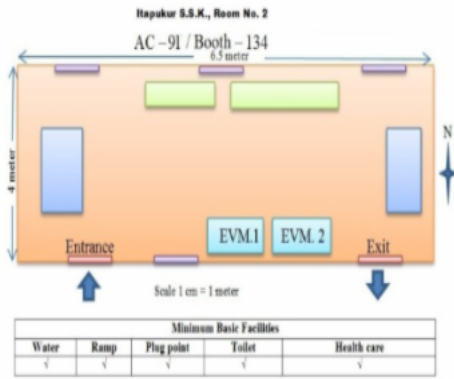 Itapukur S.S.K., Room No. 2
AC –91 / Booth – 134
6.5 meter
4 meter
N
EVM.1 EVM. 2
Entrance Exit
Scale 1 cm = 1 meter
Minimum Basic Facilities
Water Ramp Plug point Toilet Health care
√ √ √ √ √